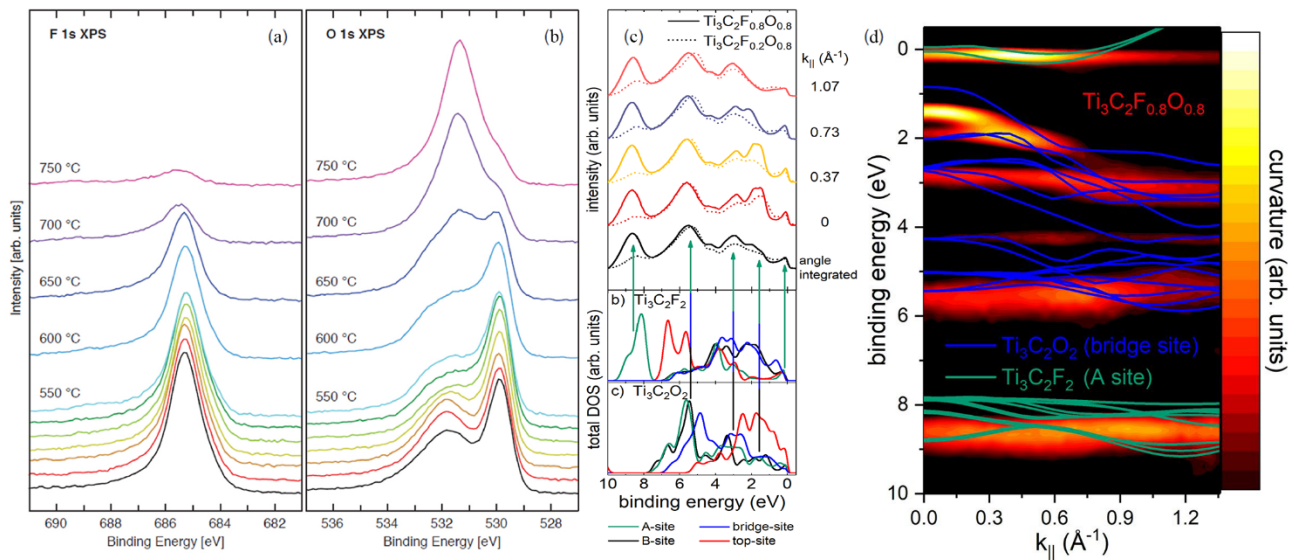 F 1s XPS (a)
750 °C
700 °C
650 °C
600 °C
550 °C
Intensity [arb. units]
690 688 686 684 682
Binding Energy [eV]
O 1s XPS (b)
750 °C
700 °C
650 °C
600 °C
550 °C
536 534 532 530 528
Binding Energy [eV]
(c)
Ti3C2F0.8O0.8
Ti3C2F0.2O0.8
k|| (Å-1)
1.07
0.73
0.37
0
angle
integrated
intensity (arb. units)
b) Ti3C2F2
c) Ti3C2O2
total DOS (arb. units)
10 8 6 4 2 0
binding energy (eV)
A-site
bridge-site
B-site
top-site
(d)
Ti3C2F0.8O0.8
Ti3C2O2 (bridge site)
Ti3C2F2 (A site)
0
2
4
6
8
10
binding energy (eV)
0.0 0.3 0.6 0.9 1.2
k|| (Å-1)
curvature (arb. units)